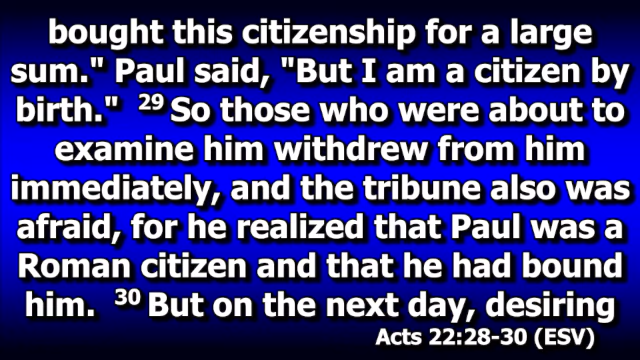 bought this citizenship for a large
sum." Paul said, "But I am a citizen by
birth." 29 So those who were about to
examine him withdrew from him
immediately, and the tribune also was
afraid, for he realized that Paul was a
Roman citizen and that he had bound
him. 30 But on the next day, desiring
Acts 22:28-30 (ESV)